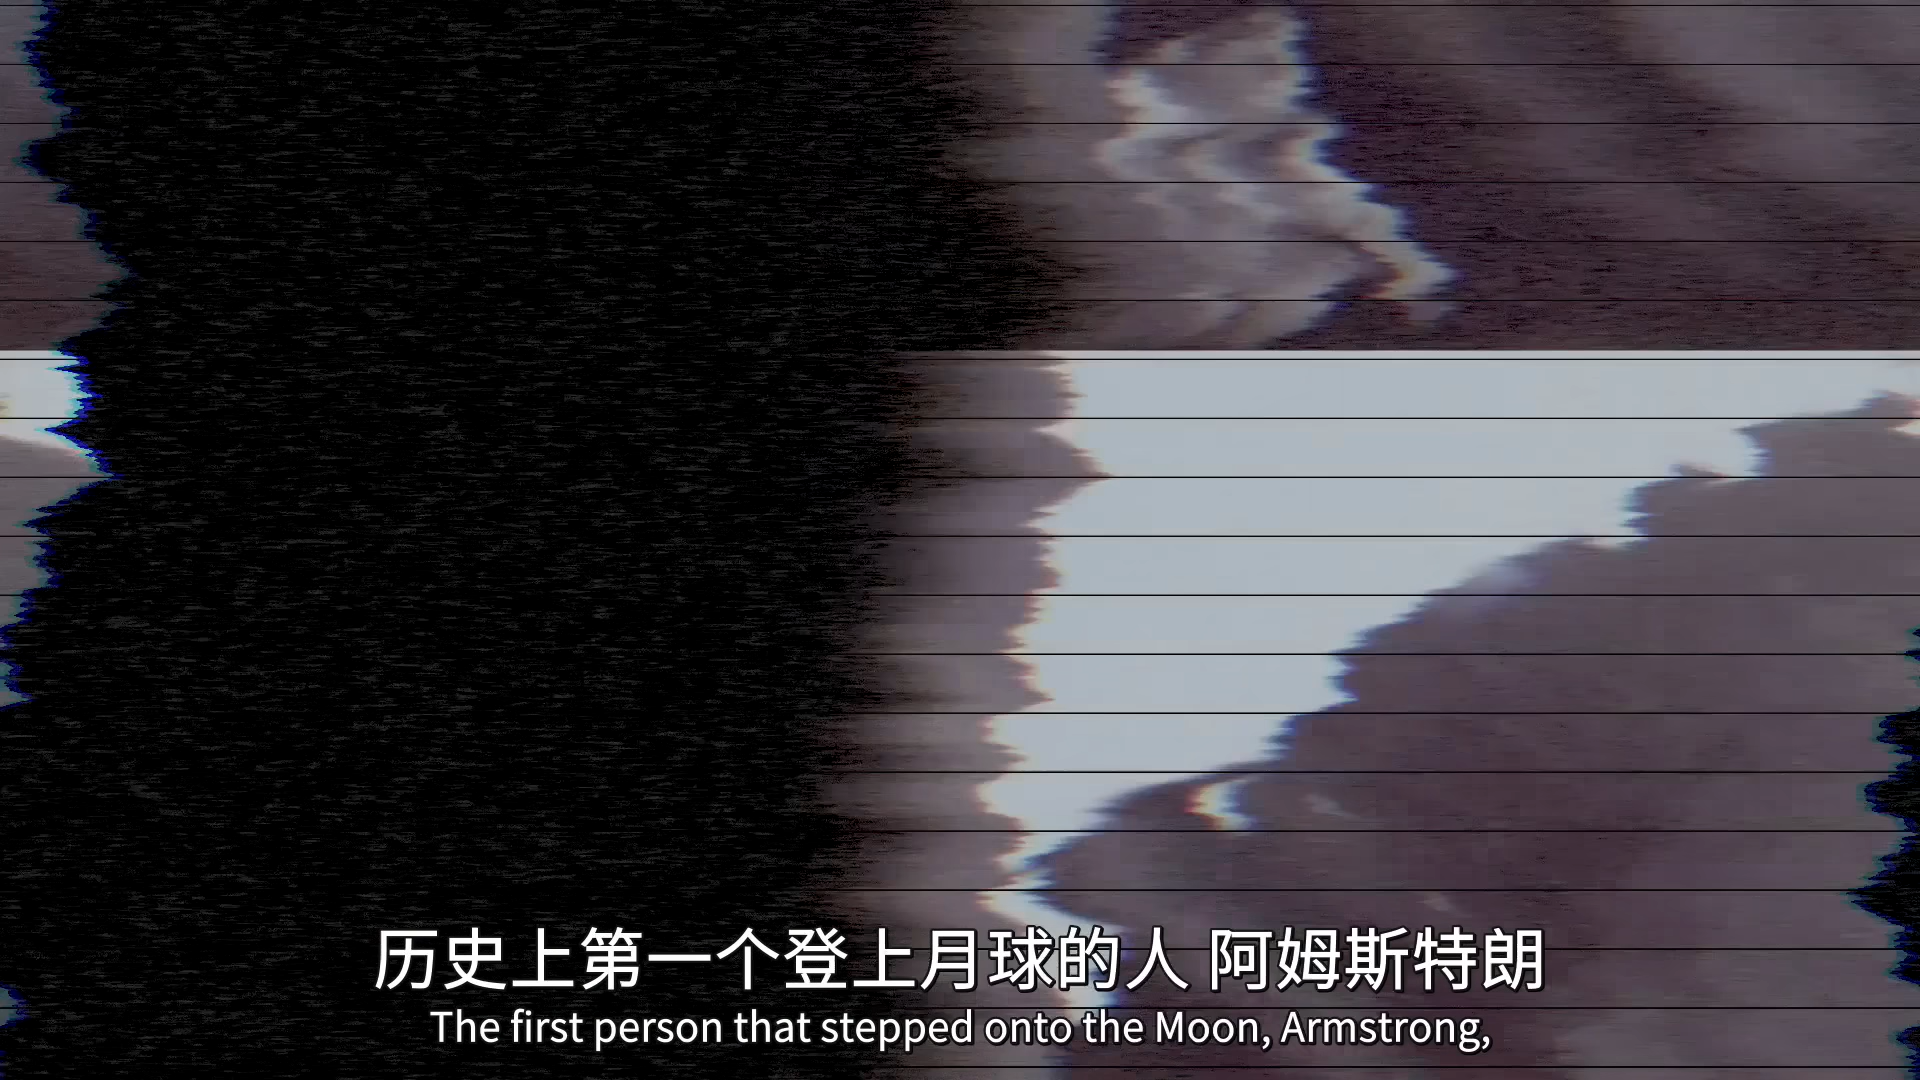 历史上第一个登上月球的人 阿姆斯特朗
The first person that stepped onto the Moon, Armstrong,